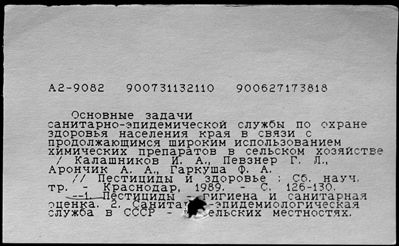 А2-9082 900731132110 900627173818
Основные задачи
санитарно-эпидемической службы по охране
здоровья населения края в связи с
продолжающимся широким использованием
химических препаратов в сельском хозяйстве
/ Калашников И. А., Певзнер Г. Л.,
Арончик А. А., Гаркуша Ф. А.
// Пестициды и здоровье : Сб. науч.
тр. - Краснодар, 1989. - С. 126-130.
--1. Пестициды - гигиена и санитарная
оценка. 2. Санитарно-эпидемиологическая
служба в СССР - в сельских местностях.